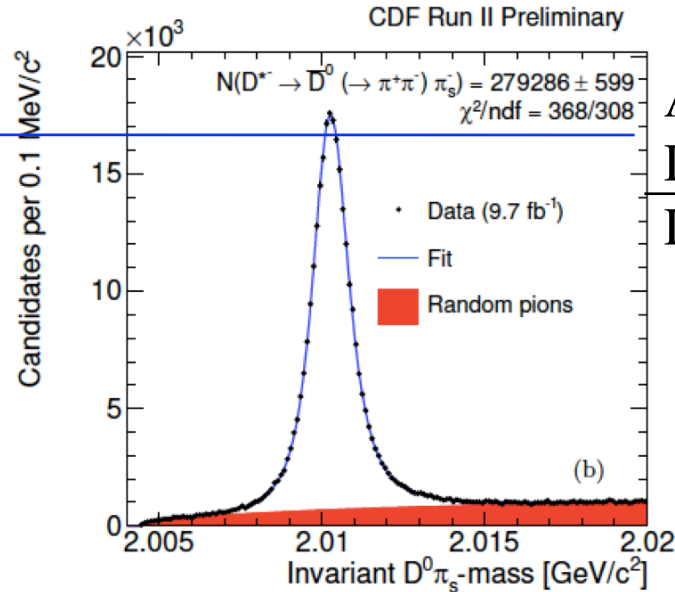 CDF Run II Preliminary
×10³
N(D*⁻ → D̅⁰ (→ π⁺π⁻) πₛ⁻) = 279286 ± 599
χ²/ndf = 368/308
Candidates per 0.1 MeV/c²
20
15
10
5
0
Data (9.7 fb⁻¹)
Fit
Random pions
(b)
2.005 2.01 2.015 2.02
Invariant D⁰πₛ-mass [GeV/c²]